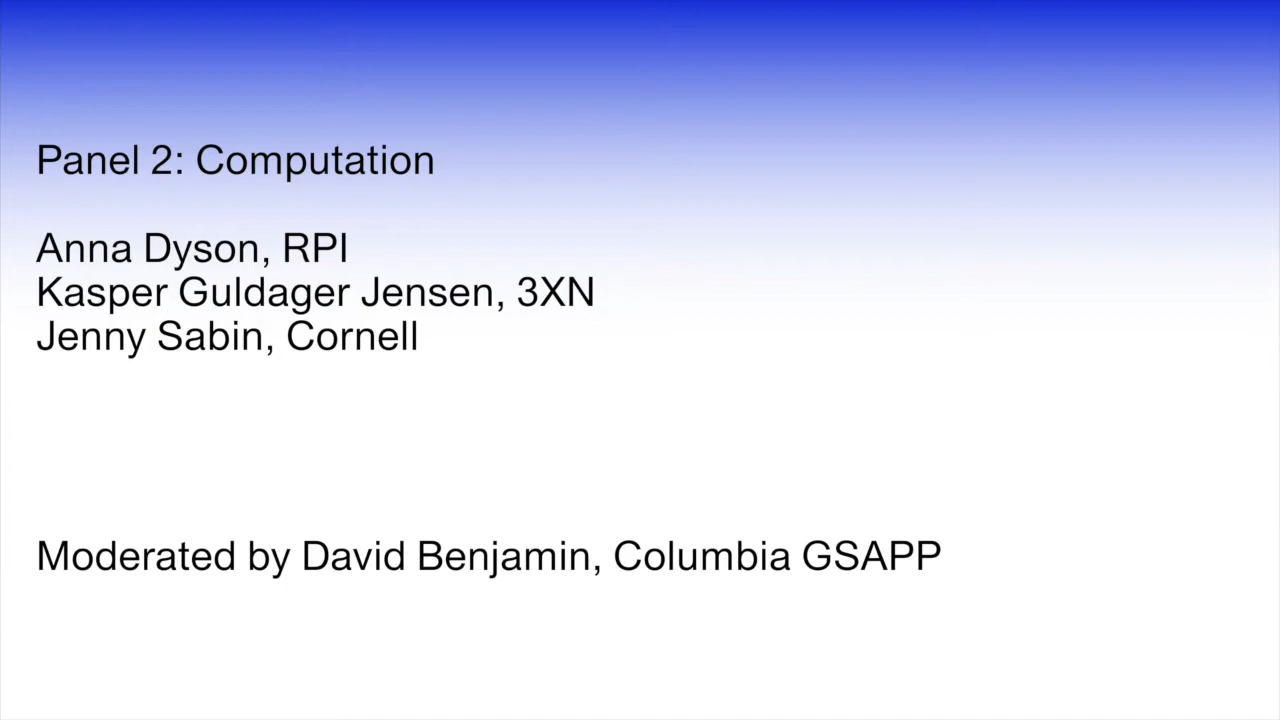 Panel 2: Computation
Anna Dyson, RPI
Kasper Guldager Jensen, 3XN
Jenny Sabin, Cornell
Moderated by David Benjamin, Columbia GSAPP